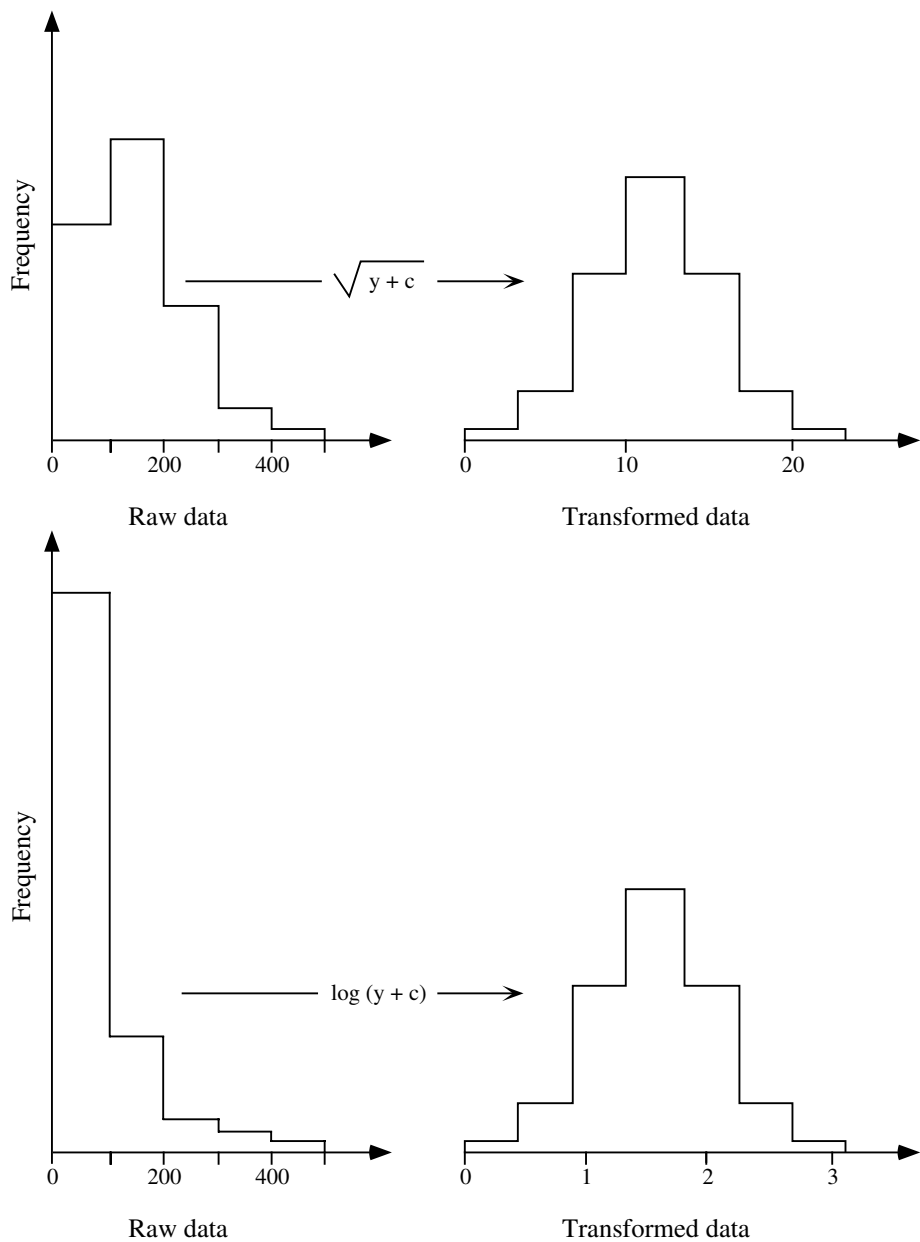 Frequency
√y + c
0 200 400
0 10 20
Raw data
Transformed data
Frequency
log (y + c)
0 200 400
0 1 2 3
Raw data
Transformed data